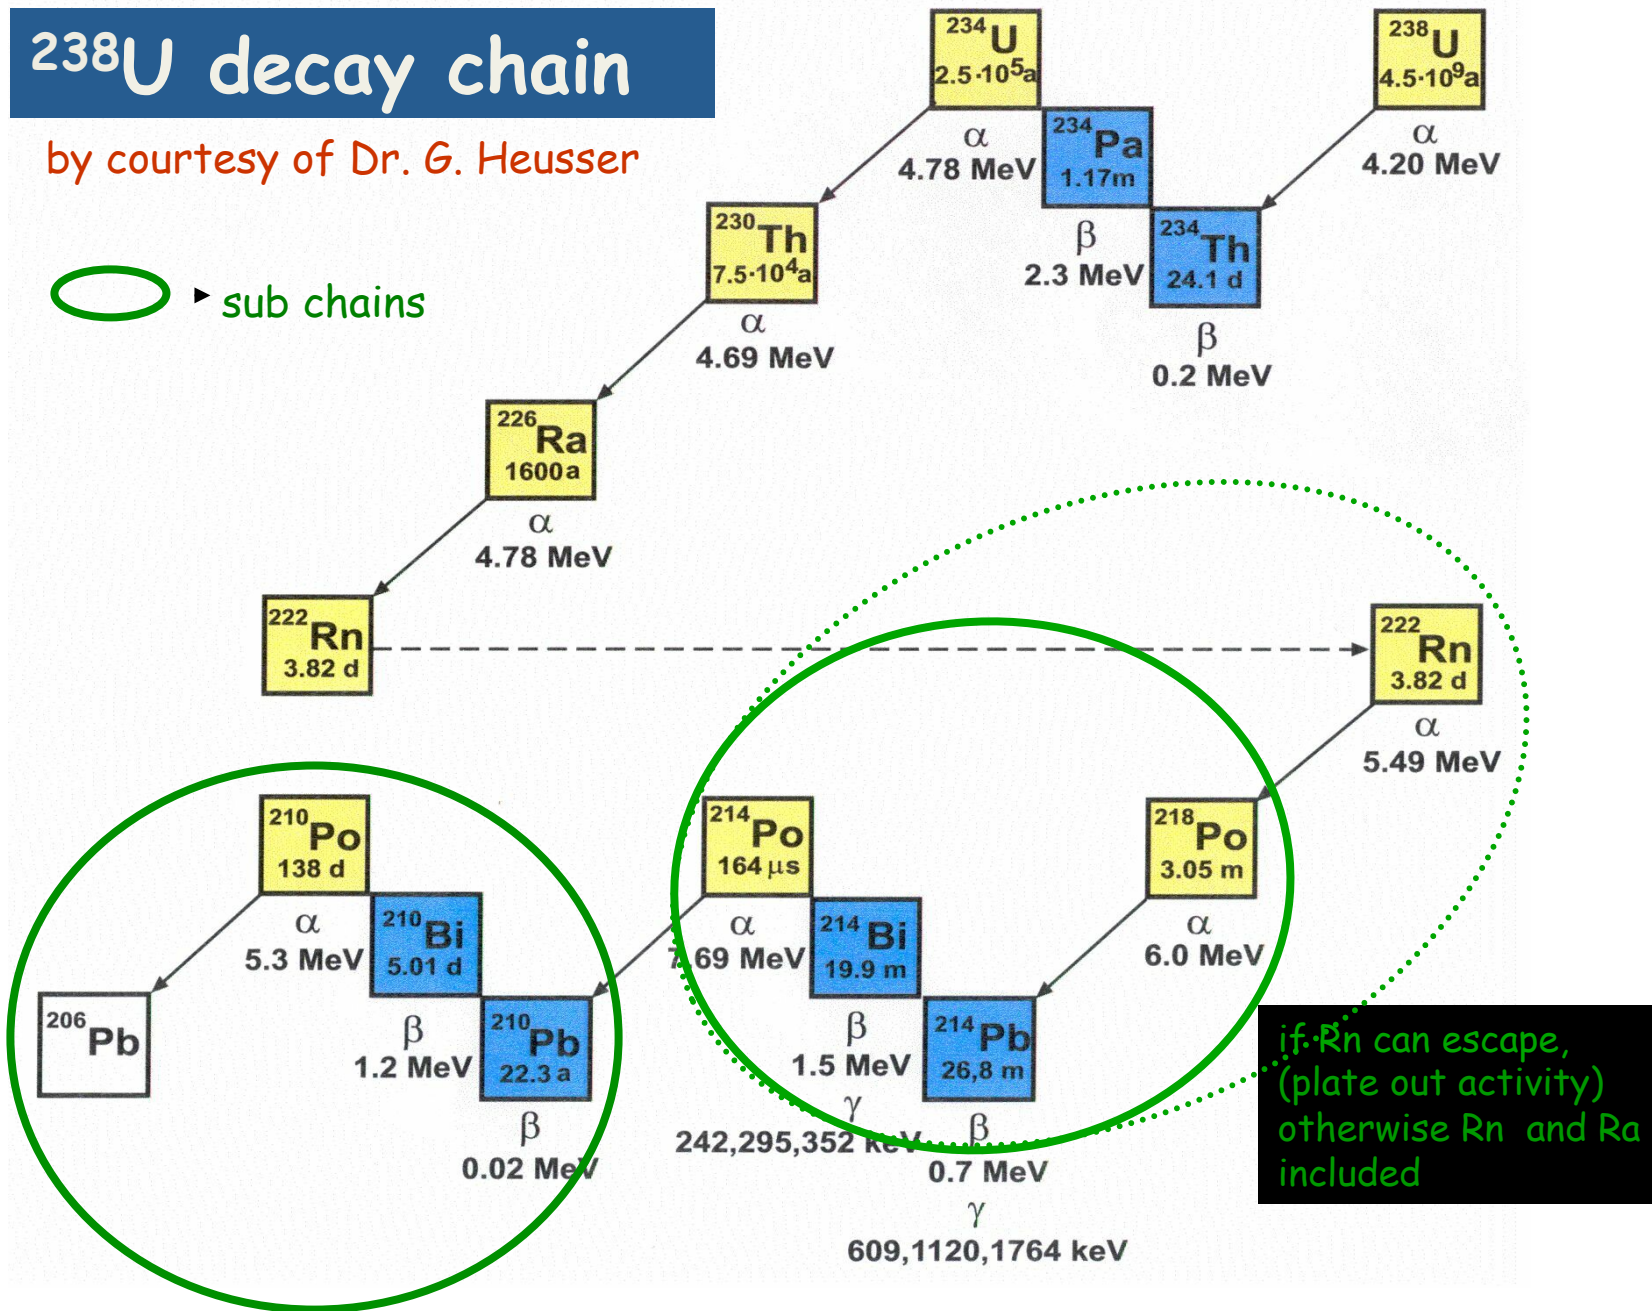 ²³⁸U decay chain
by courtesy of Dr. G. Heusser
sub chains
²³⁴U
2.5·10⁵a
α
4.78 MeV
²³⁸U
4.5·10⁹a
α
4.20 MeV
²³⁴Pa
1.17m
β
2.3 MeV
²³⁴Th
24.1 d
β
0.2 MeV
²³⁰Th
7.5·10⁴a
α
4.69 MeV
²²⁶Ra
1600a
α
4.78 MeV
²²²Rn
3.82 d
²²²Rn
3.82 d
α
5.49 MeV
²¹⁰Po
138 d
α
5.3 MeV
²¹⁰Bi
5.01 d
β
1.2 MeV
²¹⁰Pb
22.3 a
β
0.02 MeV
²⁰⁶Pb
²¹⁴Po
164 μs
α
7.69 MeV
²¹⁴Bi
19.9 m
β
1.5 MeV
γ
242,295,352 keV
²¹⁴Pb
26,8 m
β
0.7 MeV
γ
609,1120,1764 keV
²¹⁸Po
3.05 m
α
6.0 MeV
if Rn can escape,
(plate out activity)
otherwise Rn and Ra
included